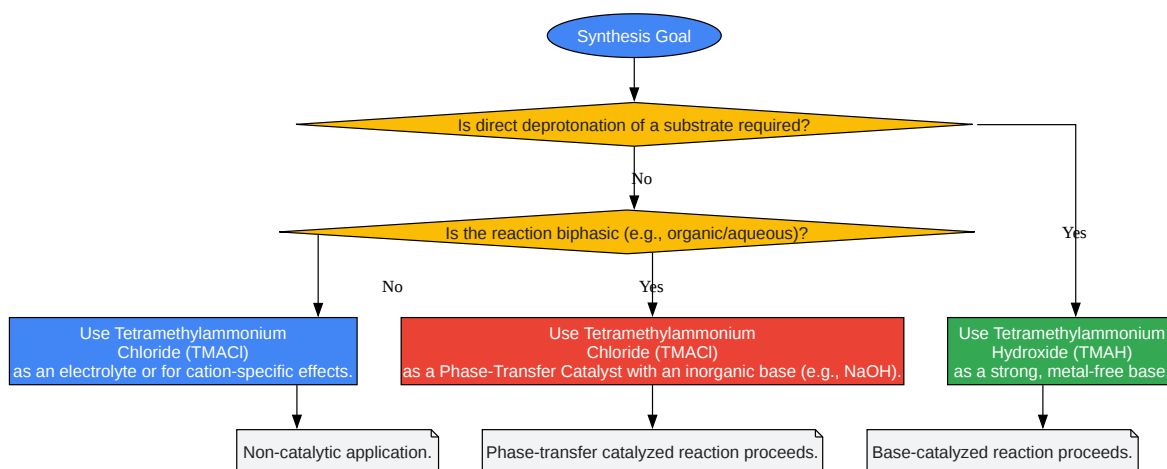 Synthesis Goal
Is direct deprotonation of a substrate required?
No
Is the reaction biphasic (e.g., organic/aqueous)?
Yes
No
Yes
Use Tetramethylammonium
Chloride (TMACl)
as an electrolyte or for cation-specific effects.
Use Tetramethylammonium
Chloride (TMACl)
as a Phase-Transfer Catalyst with an inorganic base (e.g., NaOH).
Use Tetramethylammonium
Hydroxide (TMAH)
as a strong, metal-free base.
Non-catalytic application.
Phase-transfer catalyzed reaction proceeds.
Base-catalyzed reaction proceeds.